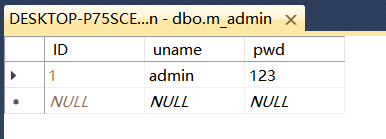 DESKTOP-P75SCE...n - dbo.m_admin
ID uname pwd
1 admin 123
NULL NULL NULL